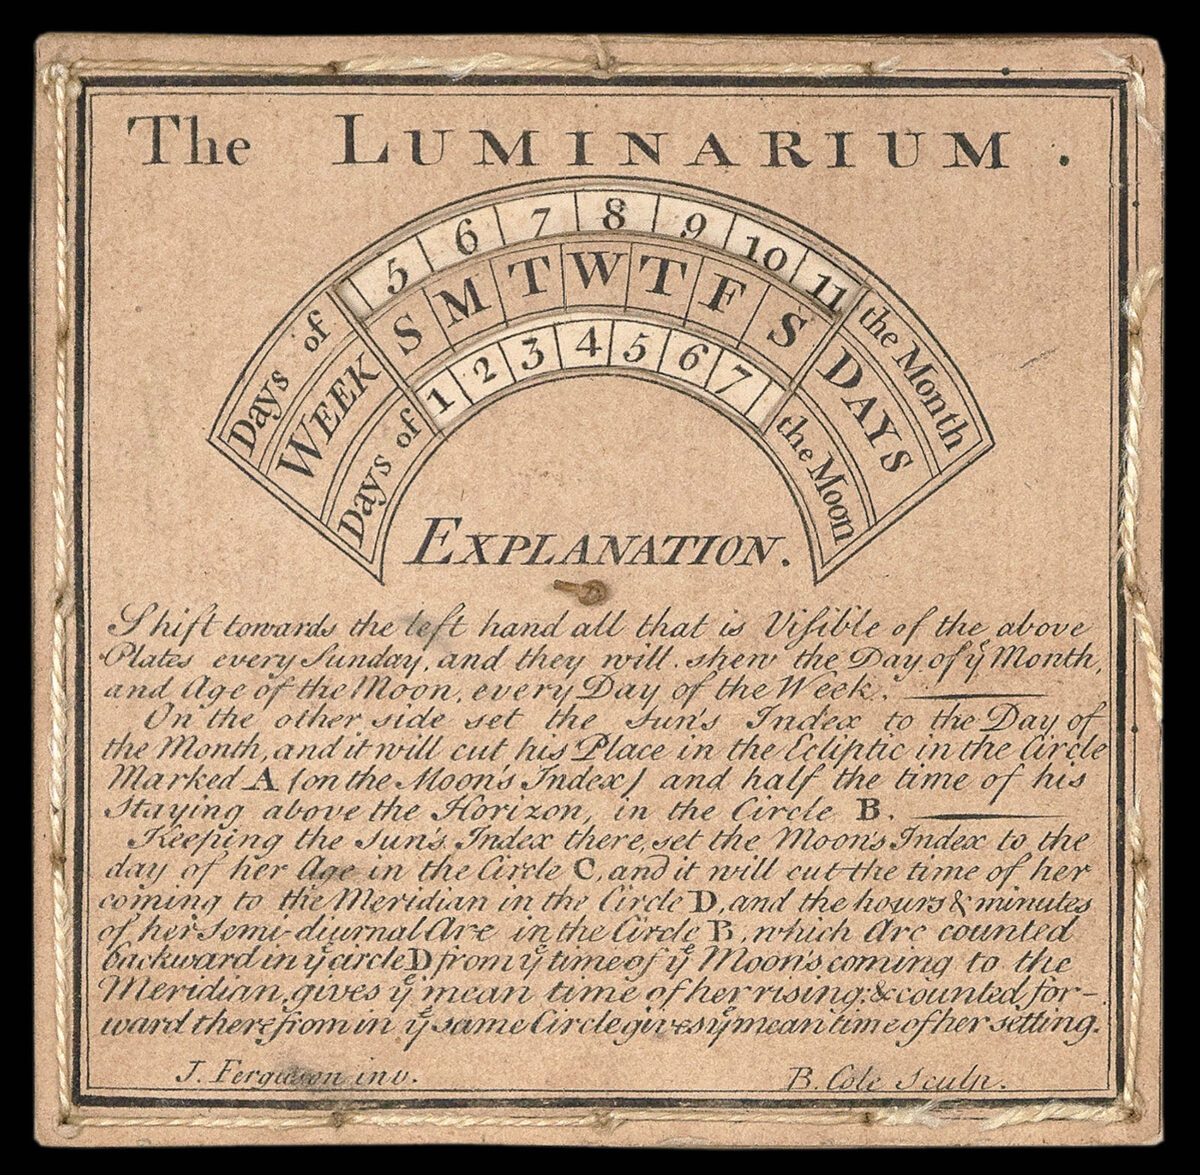 The LUMINARIUM.
5 6 7 8 9 10 11
S M T W T F S
1 2 3 4 5 6 7
Days of the Month
WEEK DAYS
Days of the Moon
EXPLANATION.
Shift towards the left hand all that is Visible of the above
Plates every Sunday, and they will shew the Day of yͤ Month,
and Age of the Moon, every Day of the Week.
On the other side set the Sun's Index to the Day of
the Month, and it will cut his Place in the Ecliptic in the Circle
Marked A (on the Moon's Index) and half the time of his
Staying above the Horizon, in the Circle B.
Keeping the Sun's Index there, set the Moon's Index to the
day of her Age in the Circle C, and it will cut the time of her
coming to the Meridian in the Circle D, and the hours & minutes
of her Semi-diurnal Arc in the Circle B, which Arc counted
backward in yͤ circle D from yͤ time of yͤ Moon's coming to the
Meridian, gives yͤ mean time of her rising: & counted for-
ward therefrom in yͤ same Circle gives yͤ mean time of her setting.
J. Ferguson inv.
B. Cole Sculp.